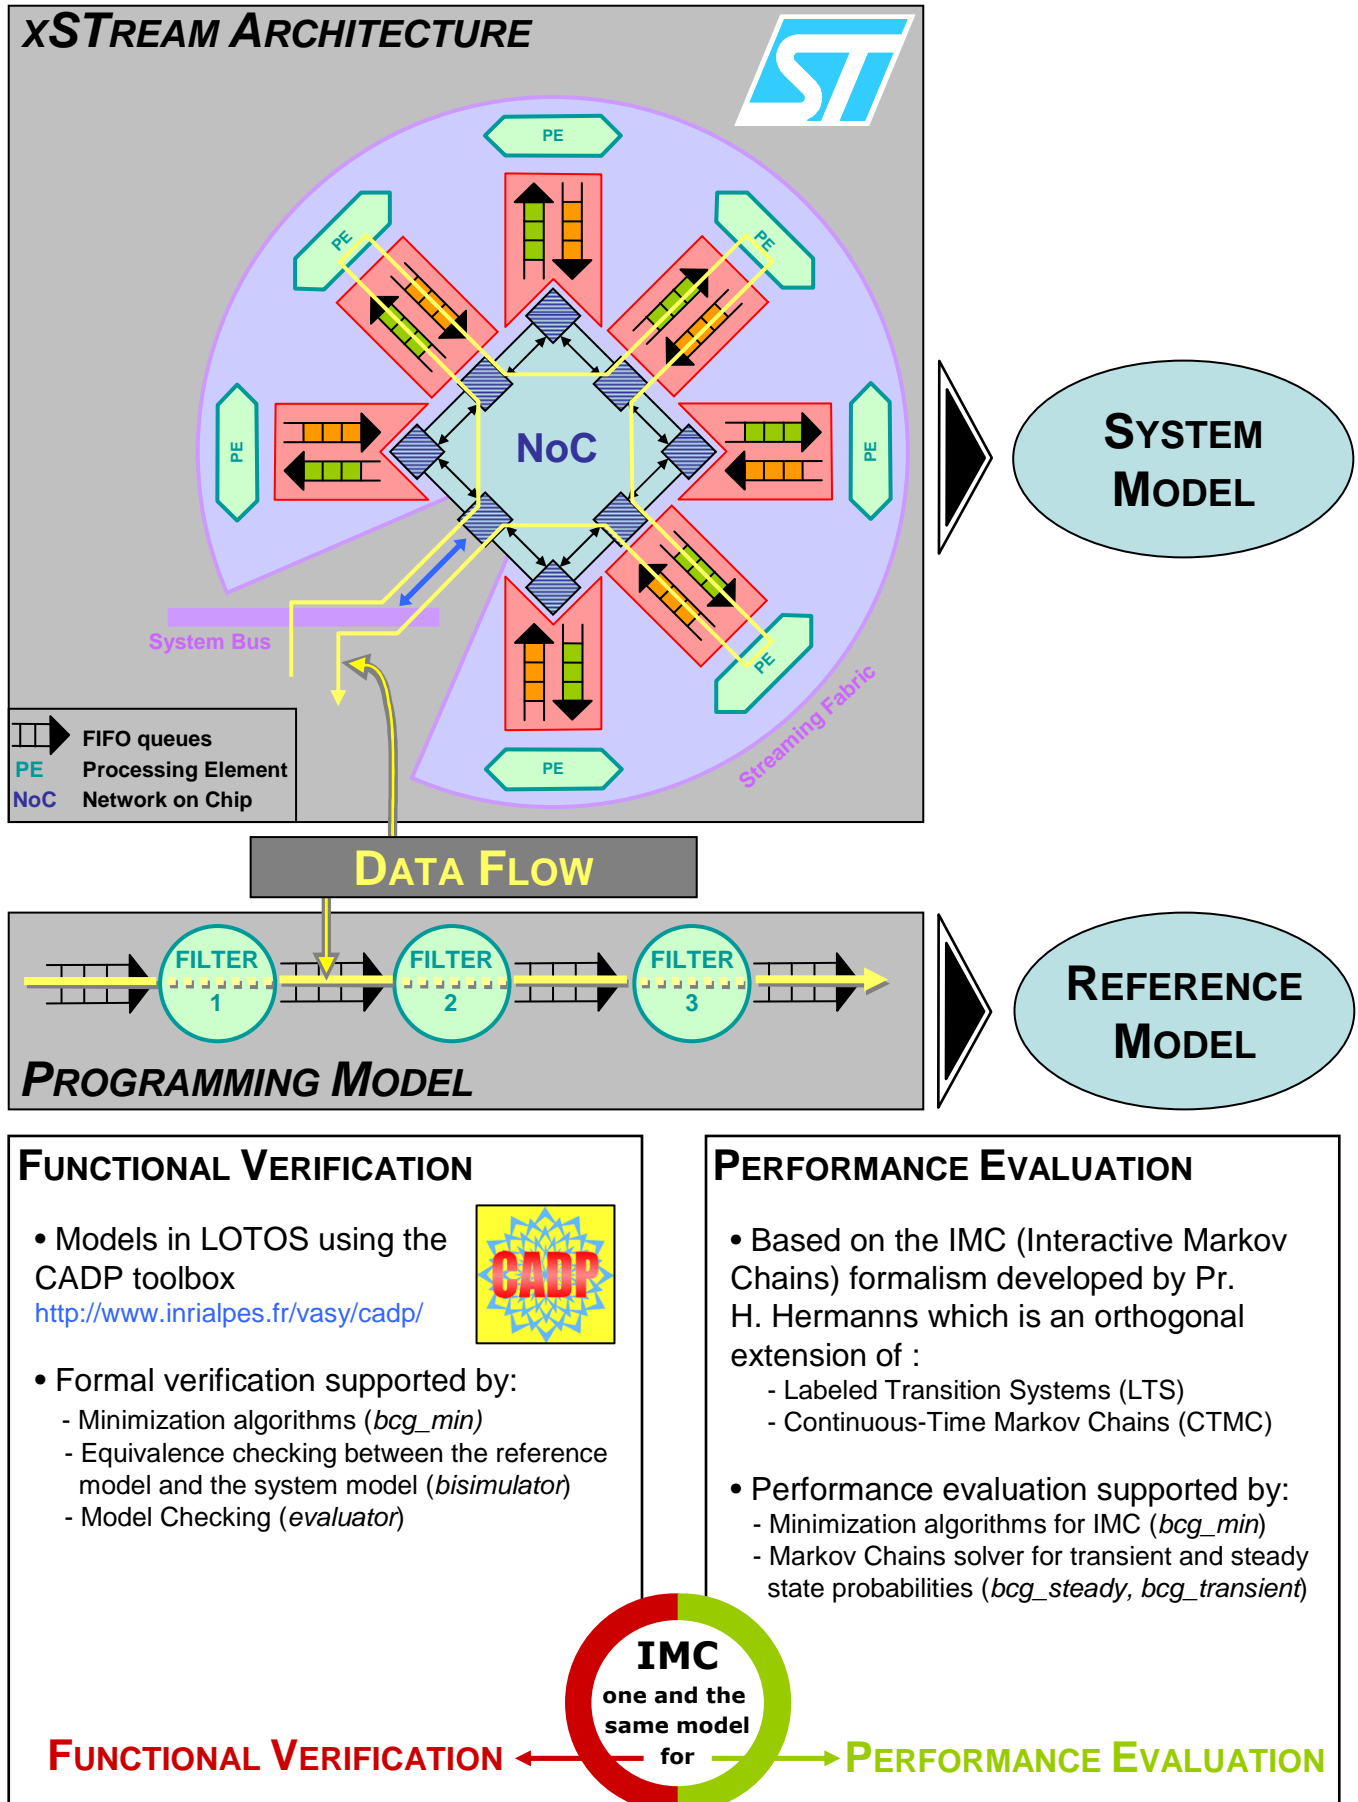 xSTream Architecture
ST
PE
PE
PE
PE
PE
NoC
PE
PE
PE
System Bus
Streaming Fabric
FIFO queues
PE Processing Element
NoC Network on Chip
System
Model
Data Flow
FILTER
1
FILTER
2
FILTER
3
Programming Model
Reference
Model
Functional Verification
• Models in LOTOS using the
CADP toolbox
http://www.inrialpes.fr/vasy/cadp/
CADP
• Formal verification supported by:
- Minimization algorithms (bcg_min)
- Equivalence checking between the reference
model and the system model (bisimulator)
- Model Checking (evaluator)
Performance Evaluation
• Based on the IMC (Interactive Markov
Chains) formalism developed by Pr.
H. Hermanns which is an orthogonal
extension of :
- Labeled Transition Systems (LTS)
- Continuous-Time Markov Chains (CTMC)
• Performance evaluation supported by:
- Minimization algorithms for IMC (bcg_min)
- Markov Chains solver for transient and steady
state probabilities (bcg_steady, bcg_transient)
IMC
one and the
same model
for
Functional Verification
Performance Evaluation